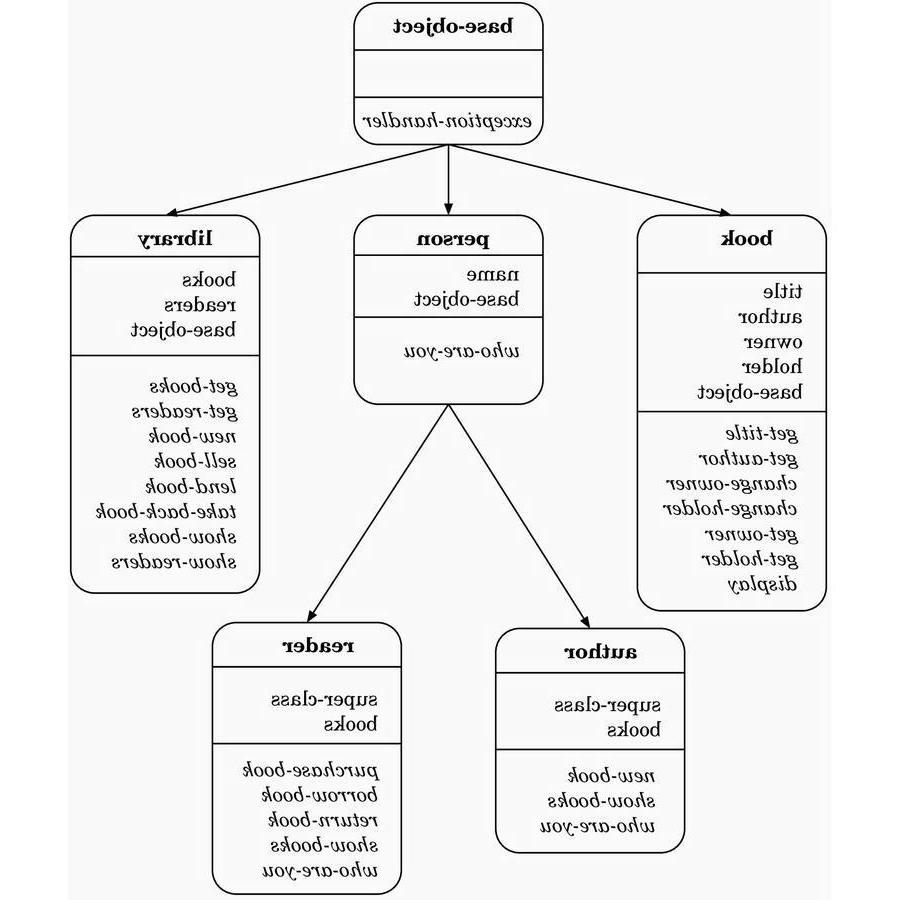 base-object
exception-handler
library
books
readers
base-object
get-books
get-readers
new-book
sell-book
lend-book
take-back-book
show-books
show-readers
person
name
base-object
who-are-you
book
title
author
owner
holder
base-object
get-title
get-author
change-owner
change-holder
get-owner
get-holder
display
reader
super-class
books
purchase-book
borrow-book
return-book
show-books
who-are-you
author
super-class
books
new-book
show-books
who-are-you